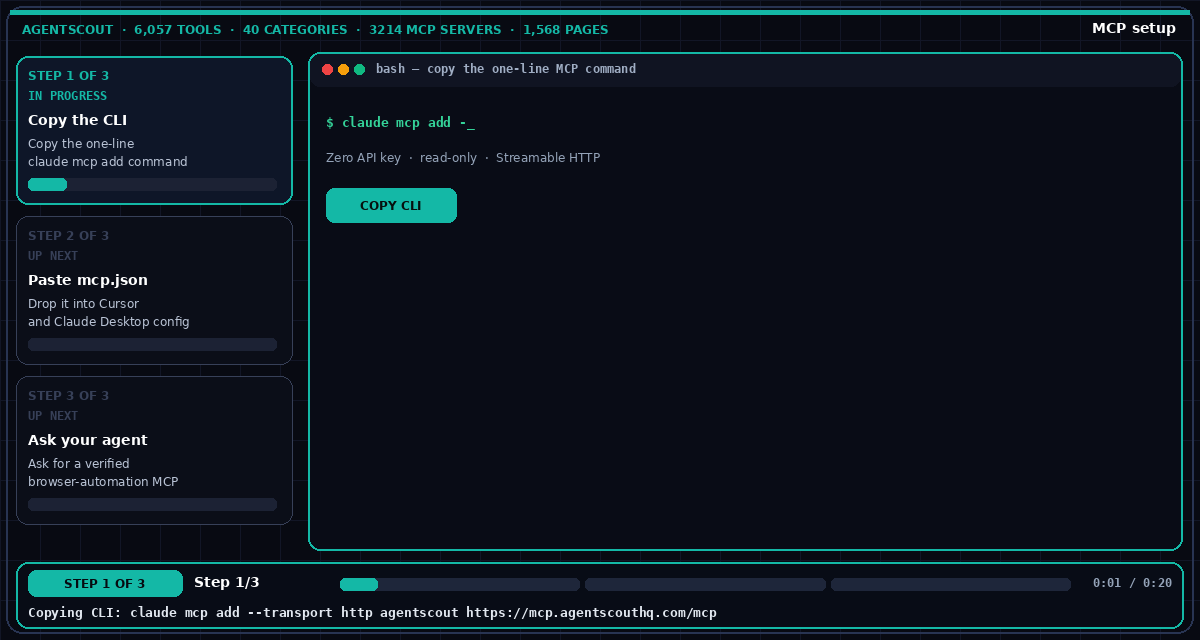 AGENTSCOUT · 6,057 TOOLS · 40 CATEGORIES · 3214 MCP SERVERS · 1,568 PAGES
MCP setup
STEP 1 OF 3
IN PROGRESS
Copy the CLI
Copy the one-line
claude mcp add command
STEP 2 OF 3
UP NEXT
Paste mcp.json
Drop it into Cursor
and Claude Desktop config
STEP 3 OF 3
UP NEXT
Ask your agent
Ask for a verified
browser-automation MCP
bash — copy the one-line MCP command
$ claude mcp add -_
Zero API key · read-only · Streamable HTTP
COPY CLI
STEP 1 OF 3
Step 1/3
0:01 / 0:20
Copying CLI: claude mcp add --transport http agentscout https://mcp.agentscouthq.com/mcp